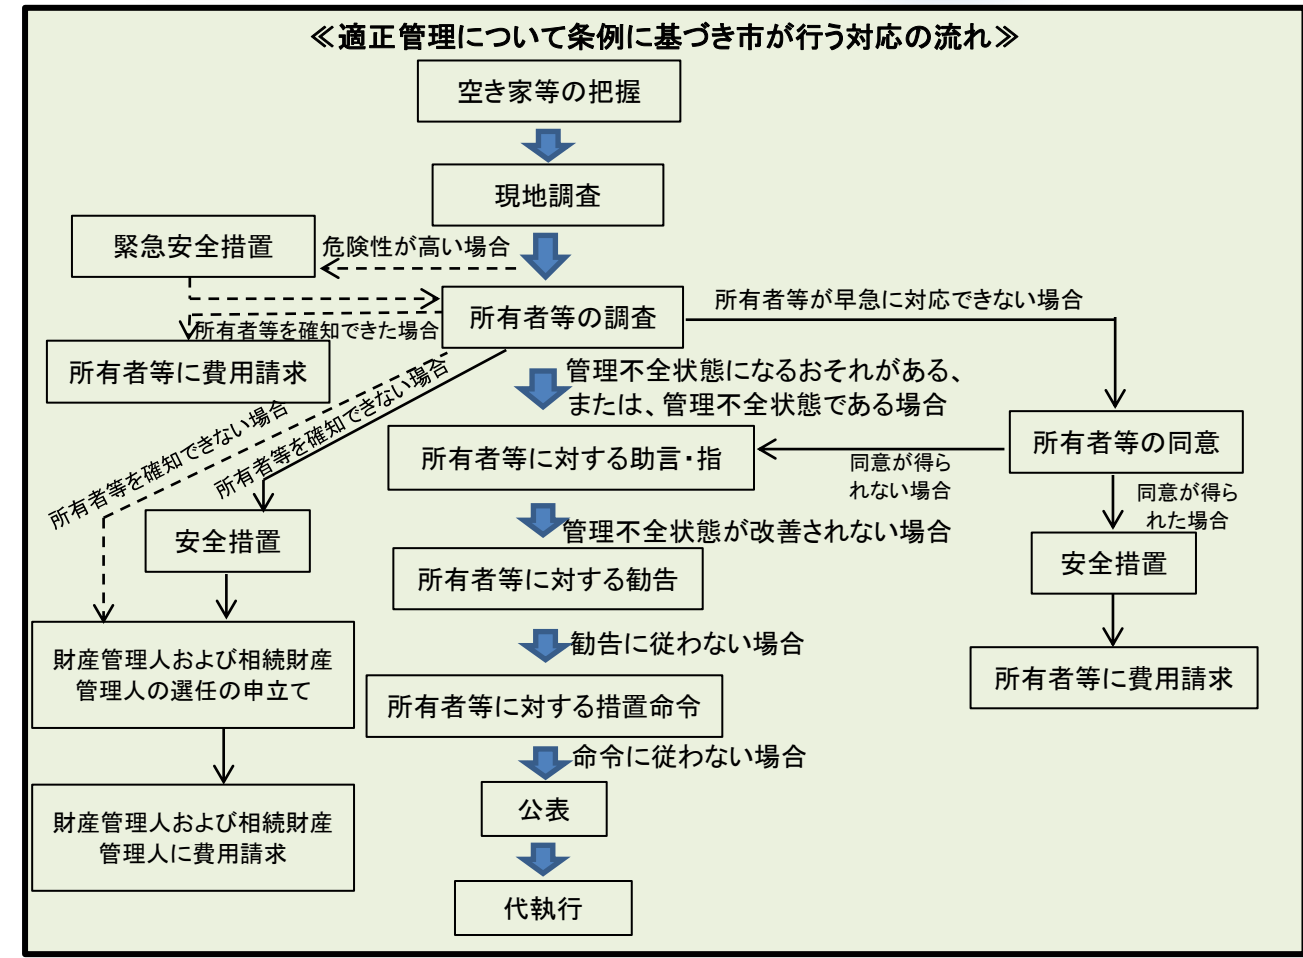 ≪適正管理について条例に基づき市が行う対応の流れ≫
空き家等の把握
現地調査
緊急安全措置
危険性が高い場合
所有者等の調査
所有者等が早急に対応できない場合
所有者等を確知できた場合
所有者等に費用請求
管理不全状態になるおそれがある、
または、管理不全状態である場合
所有者等を確知できない場合
所有者等を確知できない場合
所有者等に対する助言・指
同意が得ら
れない場合
所有者等の同意
同意が得ら
れた場合
安全措置
管理不全状態が改善されない場合
所有者等に対する勧告
安全措置
勧告に従わない場合
財産管理人および相続財産
管理人の選任の申立て
所有者等に対する措置命令
所有者等に費用請求
命令に従わない場合
公表
財産管理人および相続財産
管理人に費用請求
代執行